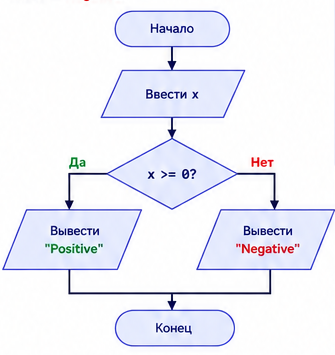 Начало
Ввести x
x >= 0?
Да
Нет
Вывести
"Positive"
Вывести
"Negative"
Конец